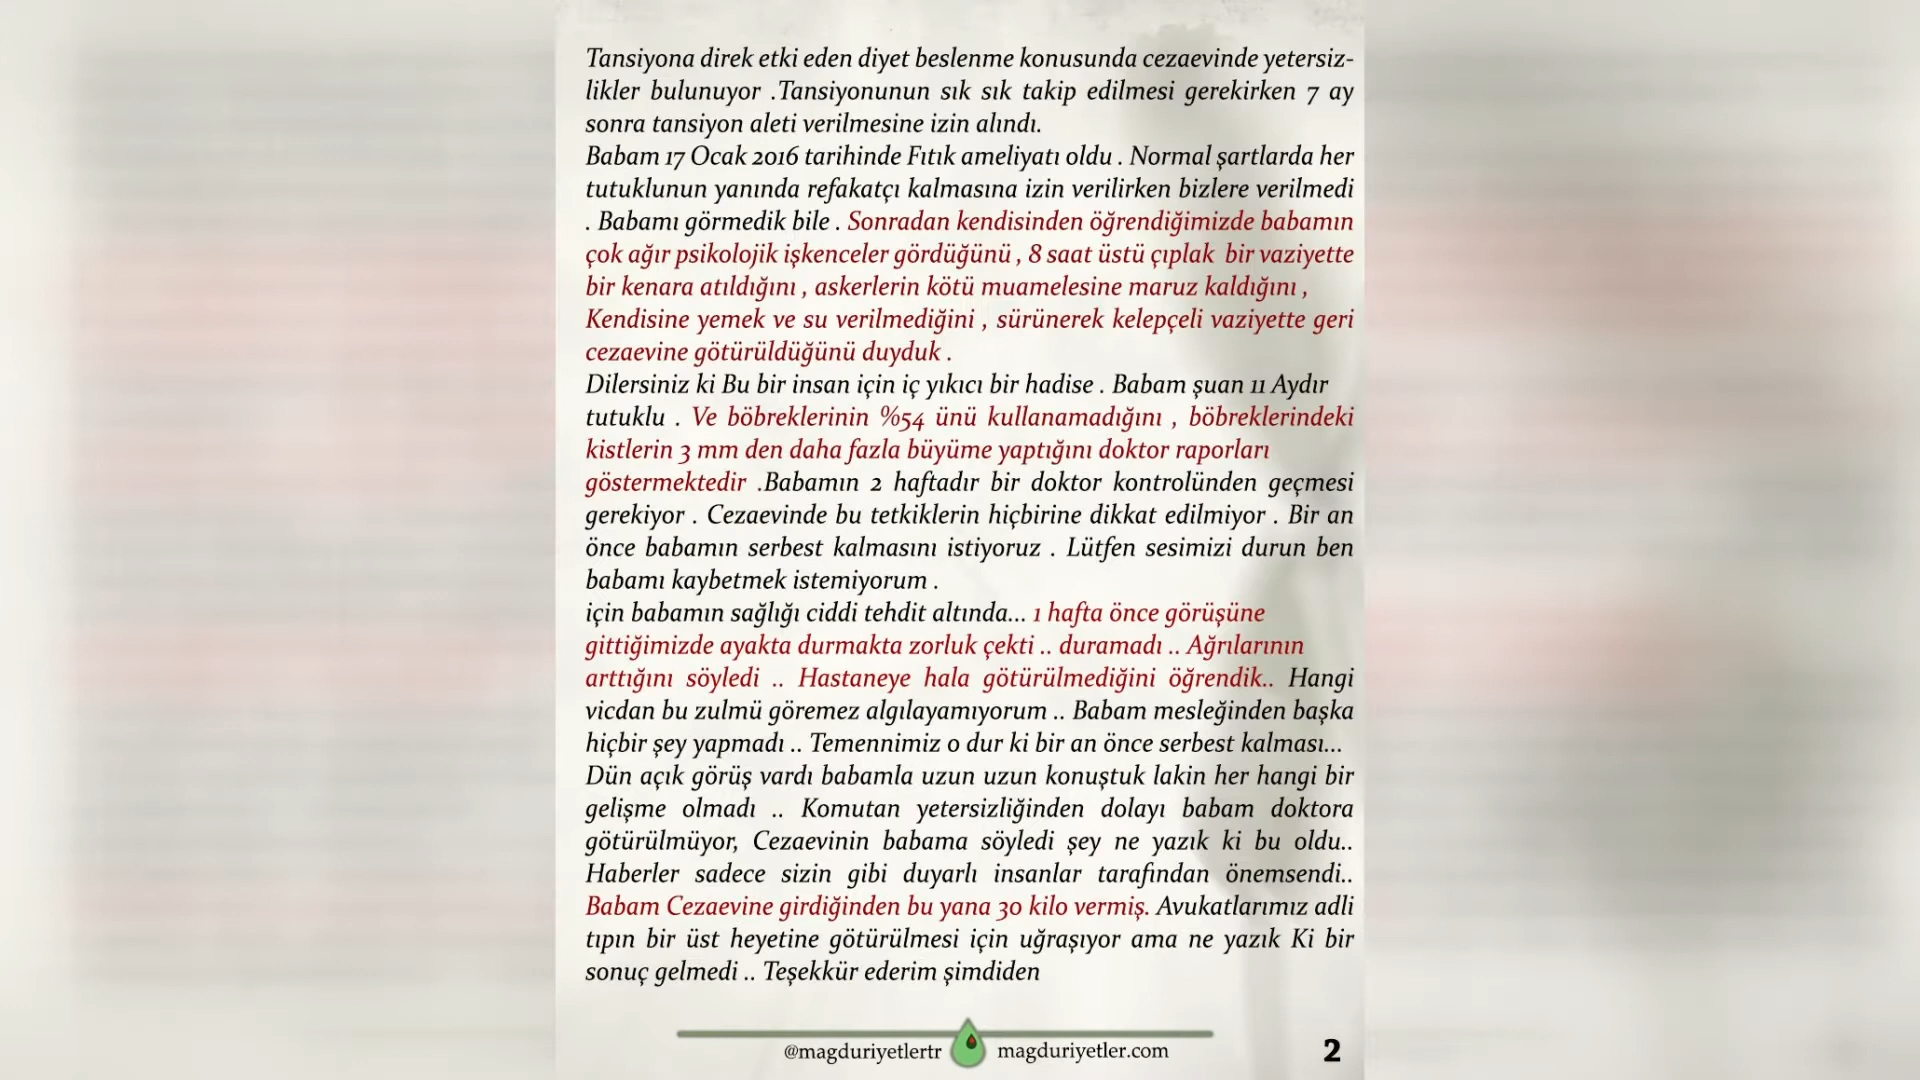 Tansiyona direk etki eden diyet beslenme konusunda cezaevinde yetersiz-
likler bulunuyor .Tansiyonunun sık sık takip edilmesi gerekirken 7 ay
sonra tansiyon aleti verilmesine izin alındı.
Babam 17 Ocak 2016 tarihinde Fıtık ameliyatı oldu . Normal şartlarda her
tutuklunun yanında refakatçı kalmasına izin verilirken bizlere verilmedi
. Babamı görmedik bile . Sonradan kendisinden öğrendiğimizde babamın
çok ağır psikolojik işkenceler gördüğünü , 8 saat üstü çıplak bir vaziyette
bir kenara atıldığını , askerlerin kötü muamelesine maruz kaldığını ,
Kendisine yemek ve su verilmediğini , sürünerek kelepçeli vaziyette geri
cezaevine götürüldüğünü duyduk .
Dilersiniz ki Bu bir insan için iç yıkıcı bir hadise . Babam şuan 11 Aydır
tutuklu . Ve böbreklerinin %54 ünü kullanamadığını , böbreklerindeki
kistlerin 3 mm den daha fazla büyüme yaptığını doktor raporları
göstermektedir .Babamın 2 haftadır bir doktor kontrolünden geçmesi
gerekiyor . Cezaevinde bu tetkiklerin hiçbirine dikkat edilmiyor . Bir an
önce babamın serbest kalmasını istiyoruz . Lütfen sesimizi durun ben
babamı kaybetmek istemiyorum .
için babamın sağlığı ciddi tehdit altında... 1 hafta önce görüşüne
gittiğimizde ayakta durmakta zorluk çekti .. duramadı .. Ağrılarının
arttığını söyledi .. Hastaneye hala götürülmediğini öğrendik.. Hangi
vicdan bu zulmü göremez algılayamıyorum .. Babam mesleğinden başka
hiçbir şey yapmadı .. Temennimiz o dur ki bir an önce serbest kalması...
Dün açık görüş vardı babamla uzun uzun konuştuk lakin her hangi bir
gelişme olmadı .. Komutan yetersizliğinden dolayı babam doktora
götürülmüyor, Cezaevinin babama söyledi şey ne yazık ki bu oldu..
Haberler sadece sizin gibi duyarlı insanlar tarafından önemsendi..
Babam Cezaevine girdiğinden bu yana 30 kilo vermiş. Avukatlarımız adli
tıpın bir üst heyetine götürülmesi için uğraşıyor ama ne yazık Ki bir
sonuç gelmedi .. Teşekkür ederim şimdiden
@magduriyetlertr magduriyetler.com 2